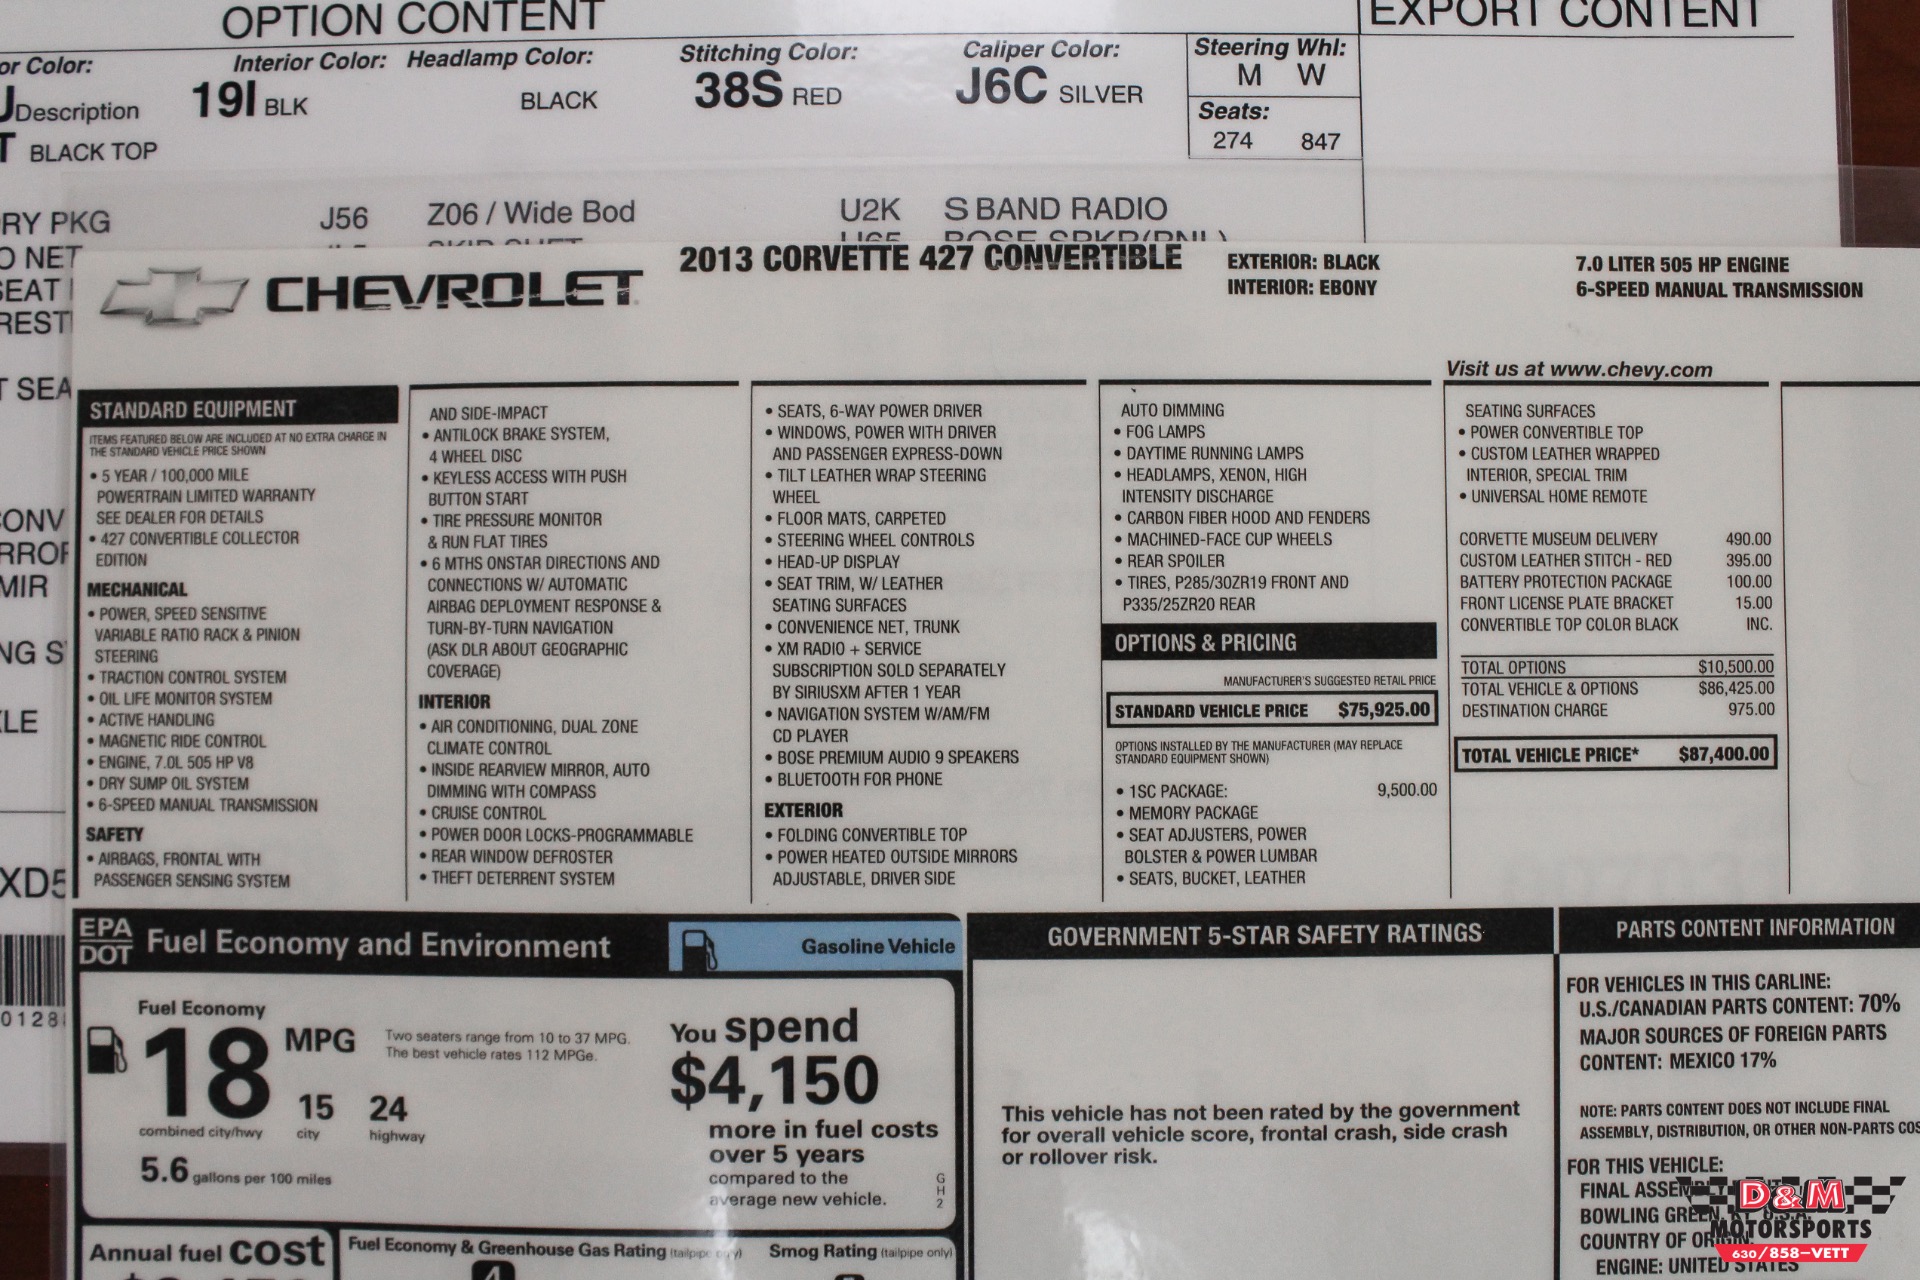 OPTION CONTENT
EXPORT CONTENT
or Color:
Interior Color:
Headlamp Color:
Stitching Color:
Caliper Color:
Steering Whl:
M W
Description
19I BLK
BLACK
38S RED
J6C SILVER
Seats:
274 847
T BLACK TOP
RY PKG
J56 Z06 / Wide Bod
U2K S BAND RADIO
O NET
SEAT
REST
T SEA
CONV
MIR
NG S
LE
XD5
0128
CHEVROLET
2013 CORVETTE 427 CONVERTIBLE
EXTERIOR: BLACK
INTERIOR: EBONY
7.0 LITER 505 HP ENGINE
6-SPEED MANUAL TRANSMISSION
Visit us at www.chevy.com
STANDARD EQUIPMENT
ITEMS FEATURED BELOW ARE INCLUDED AT NO EXTRA CHARGE IN
THE STANDARD VEHICLE PRICE SHOWN
• 5 YEAR / 100,000 MILE
POWERTRAIN LIMITED WARRANTY
SEE DEALER FOR DETAILS
• 427 CONVERTIBLE COLLECTOR
EDITION
MECHANICAL
• POWER, SPEED SENSITIVE
VARIABLE RATIO RACK & PINION
STEERING
• TRACTION CONTROL SYSTEM
• OIL LIFE MONITOR SYSTEM
• ACTIVE HANDLING
• MAGNETIC RIDE CONTROL
• ENGINE, 7.0L 505 HP V8
• DRY SUMP OIL SYSTEM
• 6-SPEED MANUAL TRANSMISSION
SAFETY
• AIRBAGS, FRONTAL WITH
PASSENGER SENSING SYSTEM
AND SIDE-IMPACT
• ANTILOCK BRAKE SYSTEM,
4 WHEEL DISC
• KEYLESS ACCESS WITH PUSH
BUTTON START
• TIRE PRESSURE MONITOR
& RUN FLAT TIRES
• 6 MTHS ONSTAR DIRECTIONS AND
CONNECTIONS W/ AUTOMATIC
AIRBAG DEPLOYMENT RESPONSE &
TURN-BY-TURN NAVIGATION
(ASK DLR ABOUT GEOGRAPHIC
COVERAGE)
INTERIOR
• AIR CONDITIONING, DUAL ZONE
CLIMATE CONTROL
• INSIDE REARVIEW MIRROR, AUTO
DIMMING WITH COMPASS
• CRUISE CONTROL
• POWER DOOR LOCKS-PROGRAMMABLE
• REAR WINDOW DEFROSTER
• THEFT DETERRENT SYSTEM
• SEATS, 6-WAY POWER DRIVER
• WINDOWS, POWER WITH DRIVER
AND PASSENGER EXPRESS-DOWN
• TILT LEATHER WRAP STEERING
WHEEL
• FLOOR MATS, CARPETED
• STEERING WHEEL CONTROLS
• HEAD-UP DISPLAY
• SEAT TRIM, W/ LEATHER
SEATING SURFACES
• CONVENIENCE NET, TRUNK
• XM RADIO + SERVICE
SUBSCRIPTION SOLD SEPARATELY
BY SIRIUSXM AFTER 1 YEAR
• NAVIGATION SYSTEM W/AM/FM
CD PLAYER
• BOSE PREMIUM AUDIO 9 SPEAKERS
• BLUETOOTH FOR PHONE
EXTERIOR
• FOLDING CONVERTIBLE TOP
• POWER HEATED OUTSIDE MIRRORS
ADJUSTABLE, DRIVER SIDE
AUTO DIMMING
• FOG LAMPS
• DAYTIME RUNNING LAMPS
• HEADLAMPS, XENON, HIGH
INTENSITY DISCHARGE
• CARBON FIBER HOOD AND FENDERS
• MACHINED-FACE CUP WHEELS
• REAR SPOILER
• TIRES, P285/30ZR19 FRONT AND
P335/25ZR20 REAR
OPTIONS & PRICING
MANUFACTURER'S SUGGESTED RETAIL PRICE
STANDARD VEHICLE PRICE $75,925.00
OPTIONS INSTALLED BY THE MANUFACTURER (MAY REPLACE
STANDARD EQUIPMENT SHOWN)
• 1SC PACKAGE: 9,500.00
• MEMORY PACKAGE
• SEAT ADJUSTERS, POWER
BOLSTER & POWER LUMBAR
• SEATS, BUCKET, LEATHER
SEATING SURFACES
• POWER CONVERTIBLE TOP
• CUSTOM LEATHER WRAPPED
INTERIOR, SPECIAL TRIM
• UNIVERSAL HOME REMOTE
CORVETTE MUSEUM DELIVERY 490.00
CUSTOM LEATHER STITCH - RED 395.00
BATTERY PROTECTION PACKAGE 100.00
FRONT LICENSE PLATE BRACKET 15.00
CONVERTIBLE TOP COLOR BLACK INC.
TOTAL OPTIONS $10,500.00
TOTAL VEHICLE & OPTIONS $86,425.00
DESTINATION CHARGE 975.00
TOTAL VEHICLE PRICE* $87,400.00
EPA
DOT
Fuel Economy and Environment
Gasoline Vehicle
Fuel Economy
18 MPG
combined city/hwy
15
city
24
highway
5.6 gallons per 100 miles
Two seaters range from 10 to 37 MPG.
The best vehicle rates 112 MPGe.
You spend
$4,150
more in fuel costs
over 5 years
compared to the
average new vehicle.
G
H
2
Annual fuel cost
Fuel Economy & Greenhouse Gas Rating (tailpipe only)
Smog Rating (tailpipe only)
GOVERNMENT 5-STAR SAFETY RATINGS
This vehicle has not been rated by the government
for overall vehicle score, frontal crash, side crash
or rollover risk.
PARTS CONTENT INFORMATION
FOR VEHICLES IN THIS CARLINE:
U.S./CANADIAN PARTS CONTENT: 70%
MAJOR SOURCES OF FOREIGN PARTS
CONTENT: MEXICO 17%
NOTE: PARTS CONTENT DOES NOT INCLUDE FINAL
ASSEMBLY, DISTRIBUTION, OR OTHER NON-PARTS COS
FOR THIS VEHICLE:
FINAL ASSEMBLY
BOWLING GREEN, KY U.S.A.
COUNTRY OF ORIGIN:
ENGINE: UNITED STATES
D&M
MOTORSPORTS
630/858-VETT